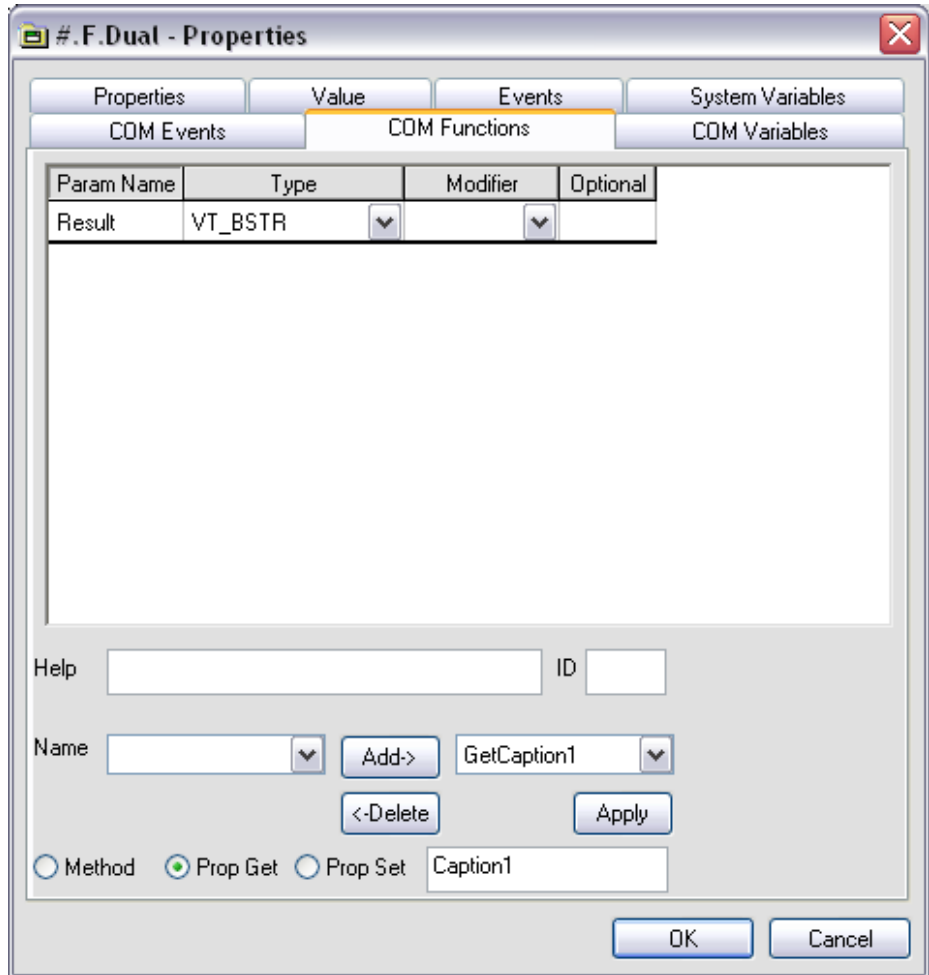 #.F.Dual - Properties
Properties Value Events System Variables
COM Events COM Functions COM Variables
Param Name Type Modifier Optional
Result VT_BSTR
Help ID
Name Add-> GetCaption1
<-Delete Apply
Method Prop Get Prop Set Caption1
OK Cancel